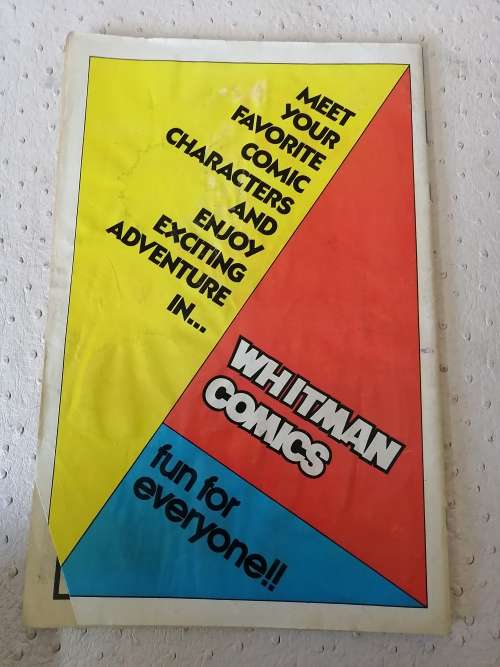 MEET
YOUR
FAVORITE
COMIC
CHARACTERS
AND
ENJOY
EXCITING
ADVENTURE
IN...
WHITMAN
COMICS
fun for
everyone!!